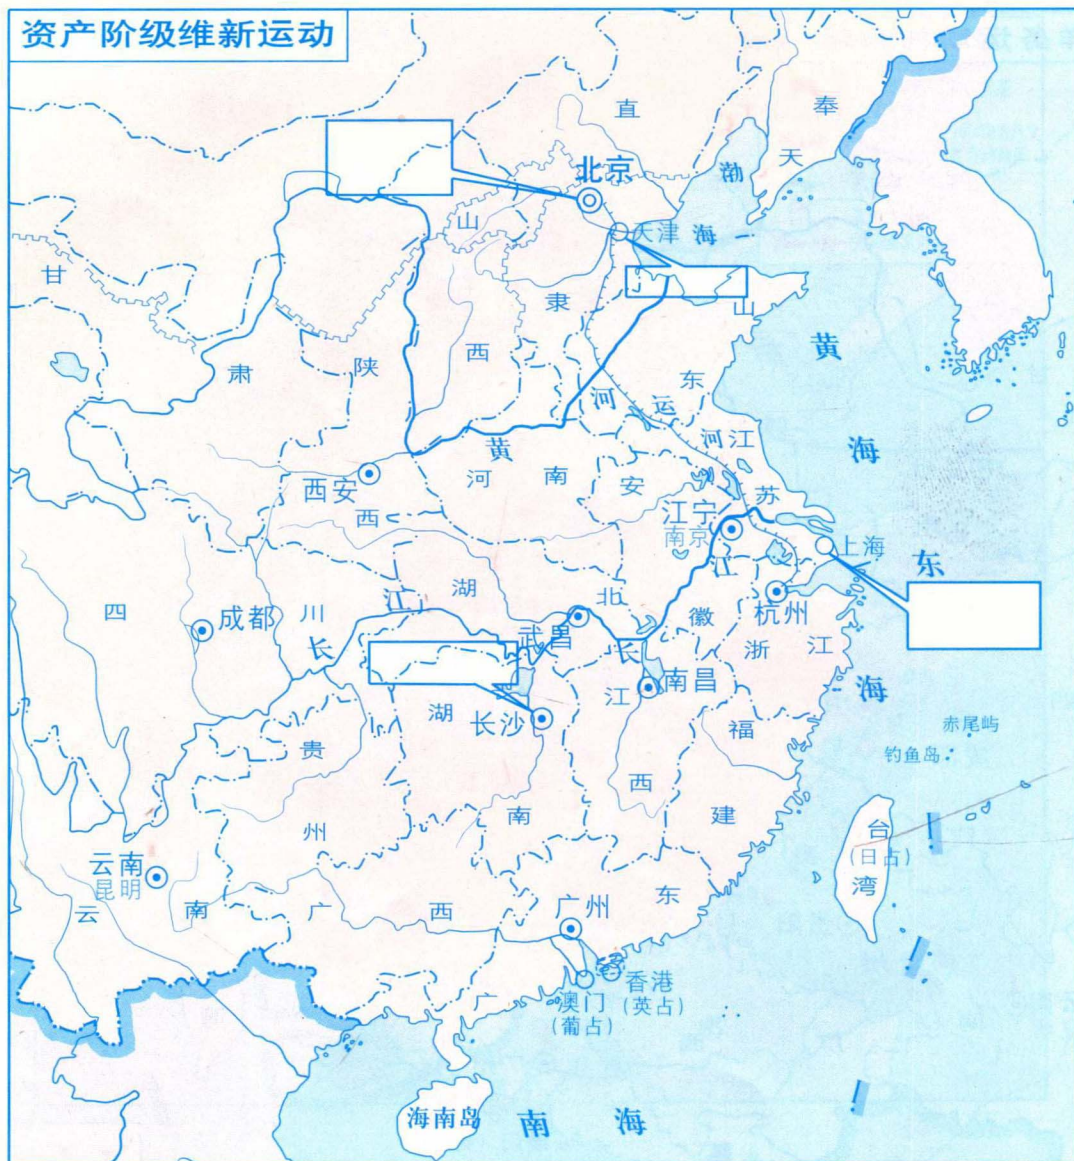 资产阶级维新运动
直
奉
天
渤
北京
天津
海
山
甘
隶
山
西
肃
陕
东
黄
河
运
河
江
黄
海
河
南
安
苏
西安
西
江宁
南京
上海
江
东
湖
北
徽
杭州
四
成都
川
江
武昌
长
浙
江
长
江
南昌
海
湖
长沙
福
赤尾屿
钓鱼岛
贵
西
州
南
建
台
(日占)
湾
云南
昆明
云
南
广
西
广州
东
香港
(英占)
澳门
(葡占)
广
海南岛
南
海